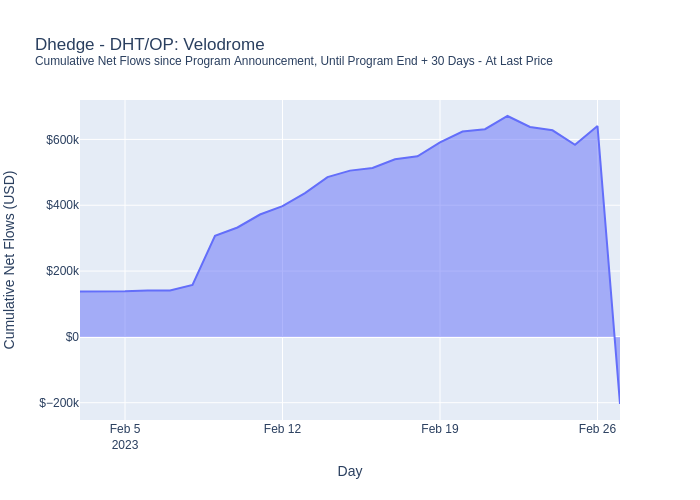 Dhedge - DHT/OP: Velodrome
Cumulative Net Flows since Program Announcement, Until Program End + 30 Days - At Last Price
Cumulative Net Flows (USD)
$600k
$400k
$200k
$0
$−200k
Feb 5
2023
Feb 12
Feb 19
Feb 26
Day